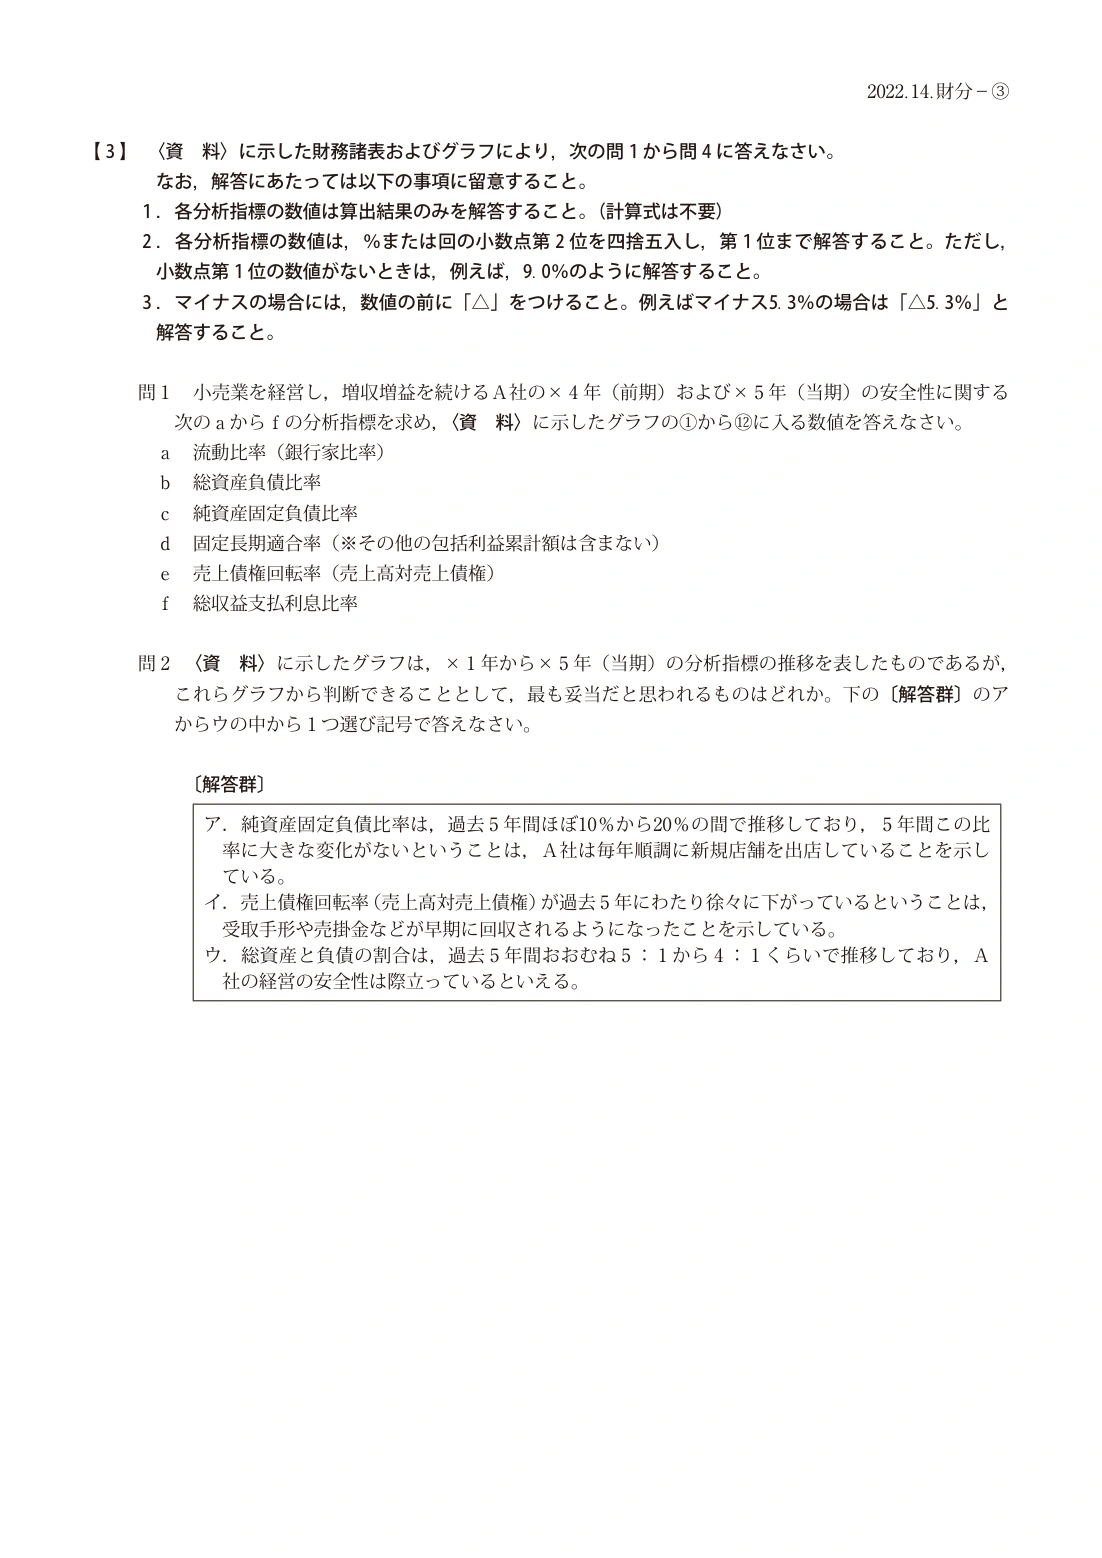 2022.14.財分－③
【3】　〈資　料〉に示した財務諸表およびグラフにより，次の問1から問4に答えなさい。
なお，解答にあたっては以下の事項に留意すること。
1．各分析指標の数値は算出結果のみを解答すること。（計算式は不要）
2．各分析指標の数値は，％または回の小数点第2位を四捨五入し，第1位まで解答すること。ただし，
小数点第1位の数値がないときは，例えば，9.0％のように解答すること。
3．マイナスの場合には，数値の前に「△」をつけること。例えばマイナス5.3％の場合は「△5.3％」と
解答すること。
問1　小売業を経営し，増収増益を続けるA社の×4年（前期）および×5年（当期）の安全性に関する
次のaからfの分析指標を求め，〈資　料〉に示したグラフの①から⑫に入る数値を答えなさい。
a　流動比率（銀行家比率）
b　総資産負債比率
c　純資産固定負債比率
d　固定長期適合率（※その他の包括利益累計額は含まない）
e　売上債権回転率（売上高対売上債権）
f　総収益支払利息比率
問2　〈資　料〉に示したグラフは，×1年から×5年（当期）の分析指標の推移を表したものであるが，
これらグラフから判断できることとして，最も妥当だと思われるものはどれか。下の〔解答群〕のア
からウの中から1つ選び記号で答えなさい。
〔解答群〕
ア．純資産固定負債比率は，過去5年間ほぼ10％から20％の間で推移しており，5年間この比
率に大きな変化がないということは，A社は毎年順調に新規店舗を出店していることを示し
ている。
イ．売上債権回転率（売上高対売上債権）が過去5年にわたり徐々に下がっているということは，
受取手形や売掛金などが早期に回収されるようになったことを示している。
ウ．総資産と負債の割合は，過去5年間おおむね5：1から4：1くらいで推移しており，A
社の経営の安全性は際立っているといえる。